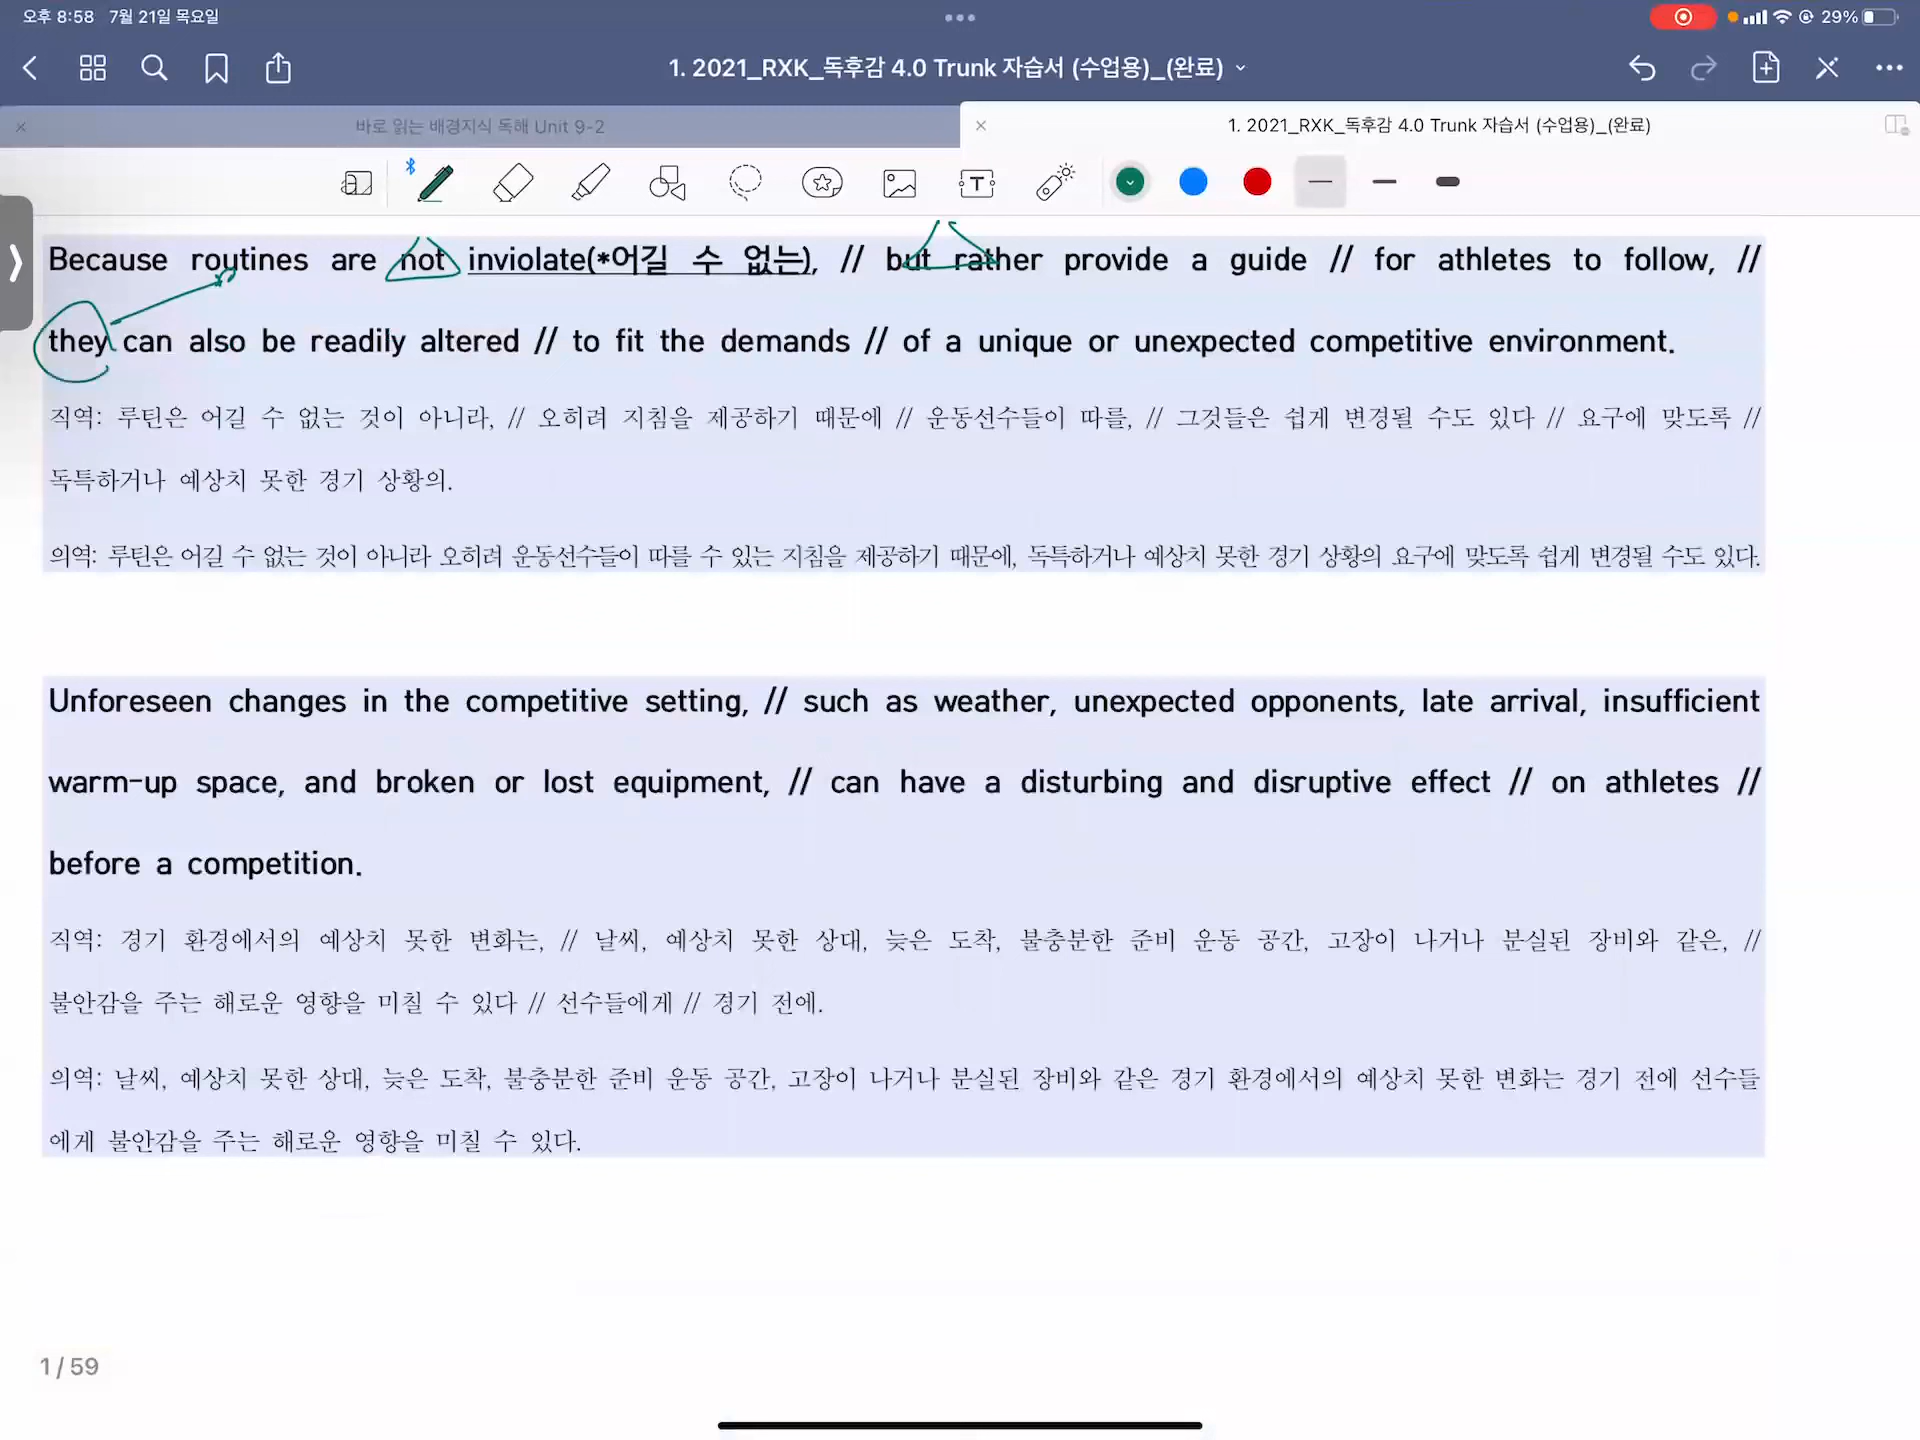 오후 8:58 7월 21일 목요일
29%
1. 2021_RXK_독후감 4.0 Trunk 자습서 (수업용)_(완료)
바로 읽는 배경지식 독해 Unit 9-2
1. 2021_RXK_독후감 4.0 Trunk 자습서 (수업용)_(완료)
Because routines are not inviolate(*어길 수 없는), // but rather provide a guide // for athletes to follow, //
they can also be readily altered // to fit the demands // of a unique or unexpected competitive environment.
직역: 루틴은 어길 수 없는 것이 아니라, // 오히려 지침을 제공하기 때문에 // 운동선수들이 따를, // 그것들은 쉽게 변경될 수도 있다 // 요구에 맞도록 //
독특하거나 예상치 못한 경기 상황의.
의역: 루틴은 어길 수 없는 것이 아니라 오히려 운동선수들이 따를 수 있는 지침을 제공하기 때문에, 독특하거나 예상치 못한 경기 상황의 요구에 맞도록 쉽게 변경될 수도 있다.
Unforeseen changes in the competitive setting, // such as weather, unexpected opponents, late arrival, insufficient
warm-up space, and broken or lost equipment, // can have a disturbing and disruptive effect // on athletes //
before a competition.
직역: 경기 환경에서의 예상치 못한 변화는, // 날씨, 예상치 못한 상대, 늦은 도착, 불충분한 준비 운동 공간, 고장이 나거나 분실된 장비와 같은, //
불안감을 주는 해로운 영향을 미칠 수 있다 // 선수들에게 // 경기 전에.
의역: 날씨, 예상치 못한 상대, 늦은 도착, 불충분한 준비 운동 공간, 고장이 나거나 분실된 장비와 같은 경기 환경에서의 예상치 못한 변화는 경기 전에 선수들
에게 불안감을 주는 해로운 영향을 미칠 수 있다.
1 / 59